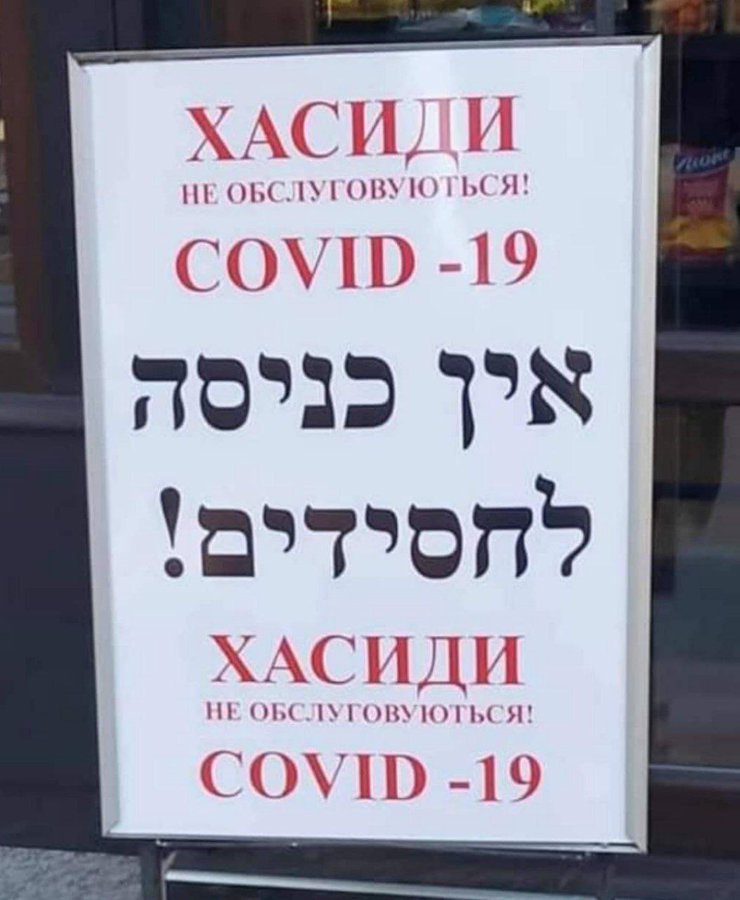 ХАСИДИ
НЕ ОБСЛУГОВУЮТЬСЯ!
COVID -19
אין כניסה
לחסידים!
ХАСИДИ
НЕ ОБСЛУГОВУЮТЬСЯ!
COVID -19